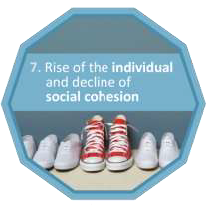 7. Rise of the individual
and decline of
social cohesion